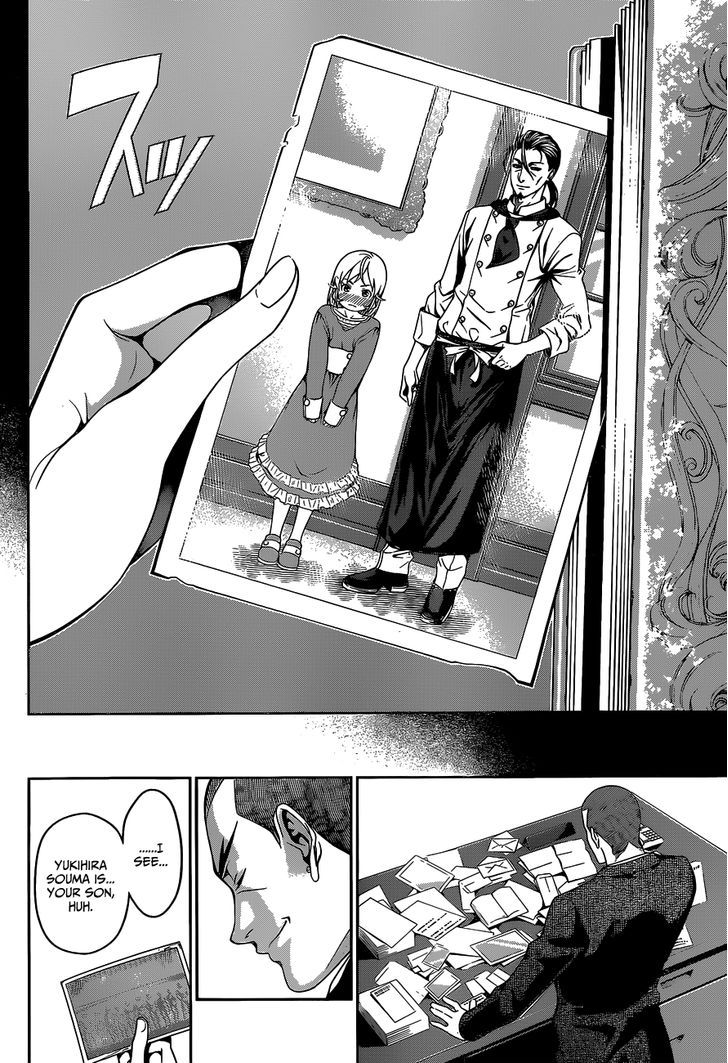 スッ
......I
SEE...
YUKIHIRA
SOUMA IS...
YOUR SON,
HUH.